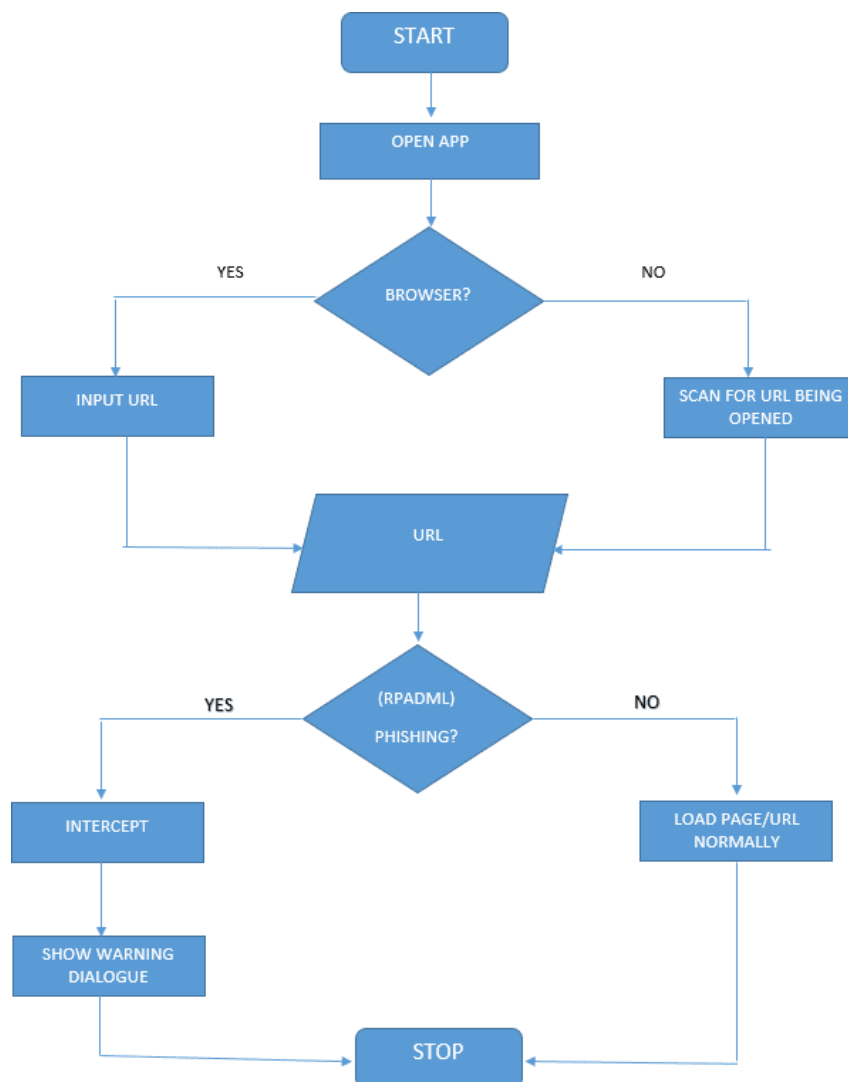 START
OPEN APP
YES
BROWSER?
NO
INPUT URL
SCAN FOR URL BEING
OPENED
URL
YES
(RPADML)
PHISHING?
NO
INTERCEPT
LOAD PAGE/URL
NORMALLY
SHOW WARNING
DIALOGUE
STOP